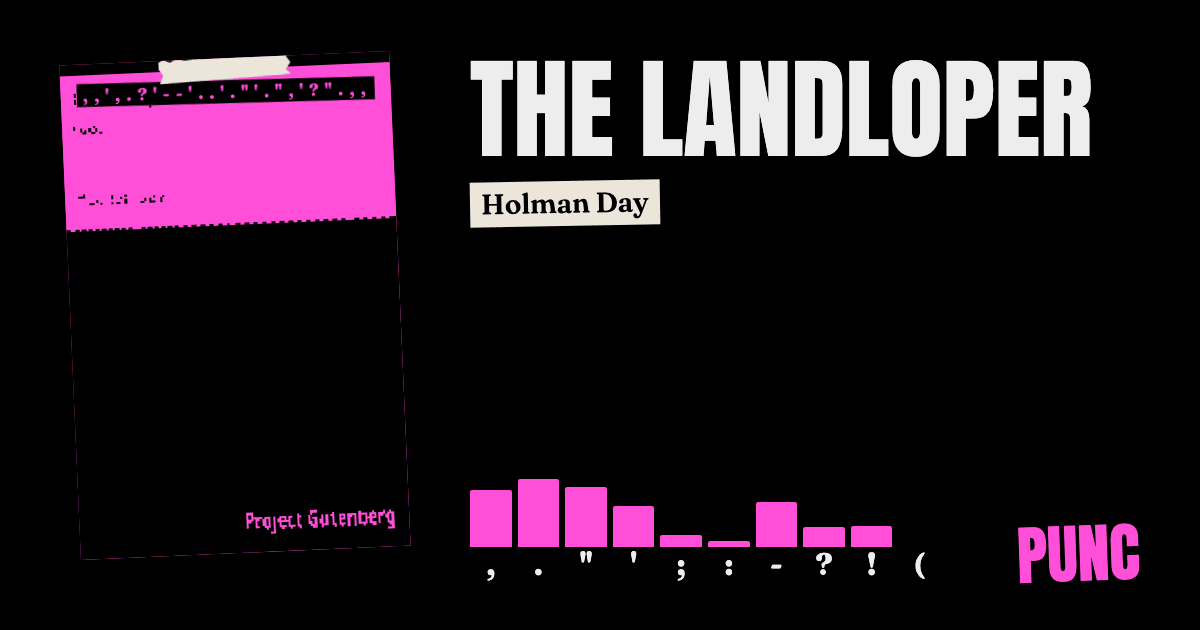 ,,',.?'--'..'."'.",'?".,,
THE LANDLOPER
Holman Day
Project Gutenberg
, . " ' ; : - ? ! (
PUNC